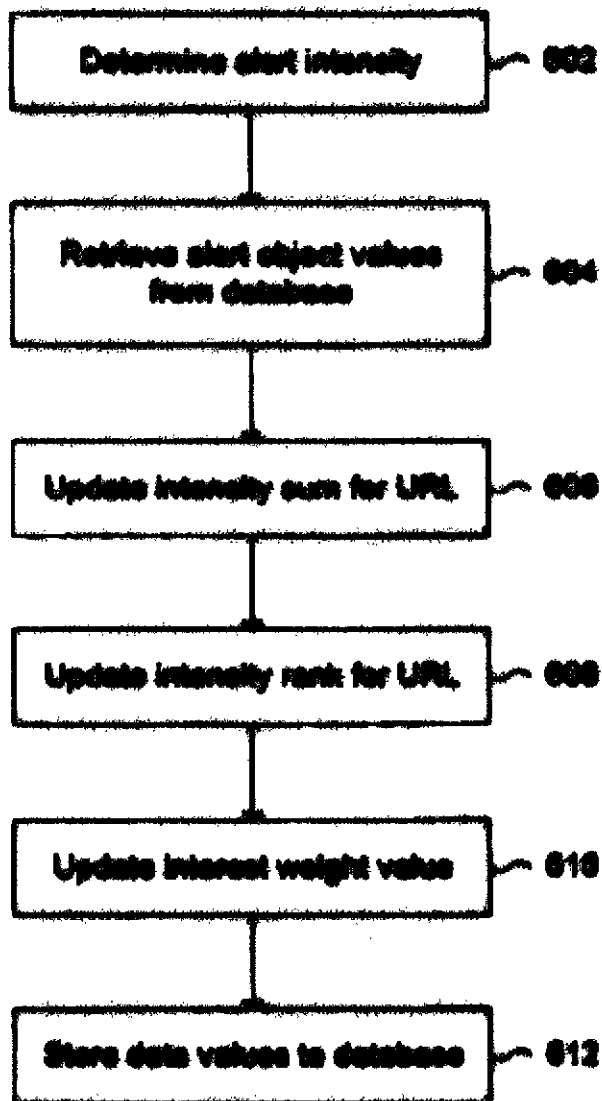 Determine alert intensity
602
Retrieve alert object values
from database
604
Update intensity sum for URL
606
Update intensity rank for URL
608
Update interest weight value
610
Store data values to database
612